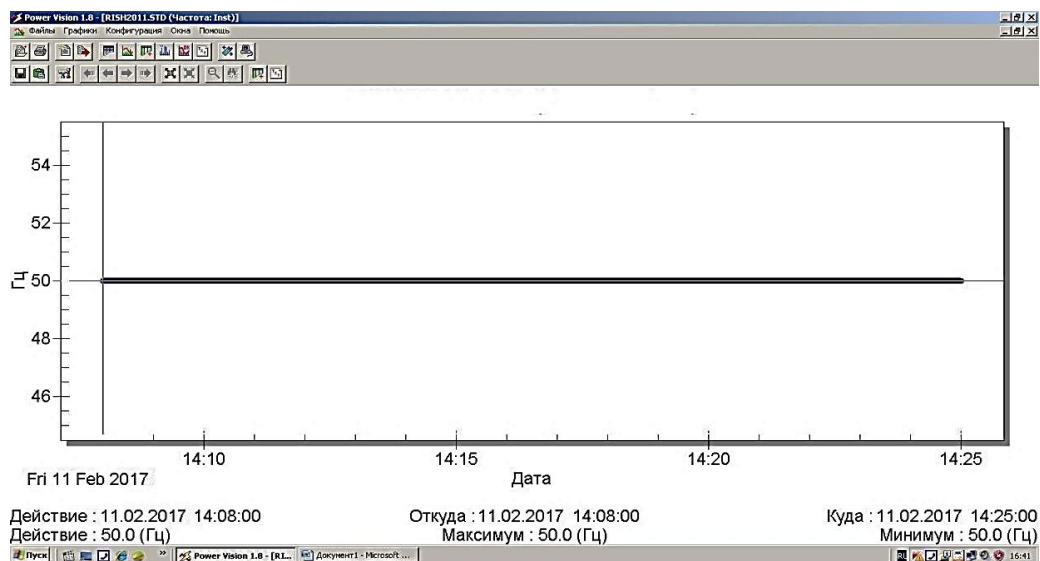 Power Vision 1.8 - [RISH2011.STD (Частота: Inst)]
Файлы Графики Конфигурация Окна Помощь
54
52
Гц
50
48
46
14:10 14:15 14:20 14:25
Fri 11 Feb 2017
Дата
Действие : 11.02.2017 14:08:00 Откуда : 11.02.2017 14:08:00 Куда : 11.02.2017 14:25:00
Действие : 50.0 (Гц) Максимум : 50.0 (Гц) Минимум : 50.0 (Гц)
Пуск » Power Vision 1.8 - [RI... Документ1 - Microsoft ... RL 16:41